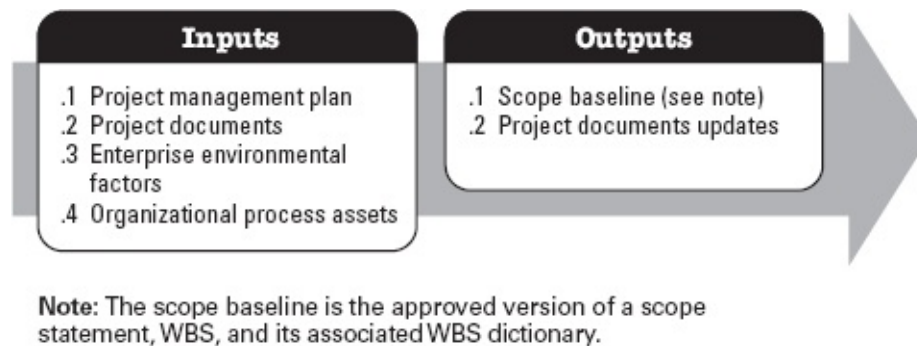 Inputs
.1 Project management plan
.2 Project documents
.3 Enterprise environmental
factors
.4 Organizational process assets
Outputs
.1 Scope baseline (see note)
.2 Project documents updates
Note: The scope baseline is the approved version of a scope
statement, WBS, and its associated WBS dictionary.